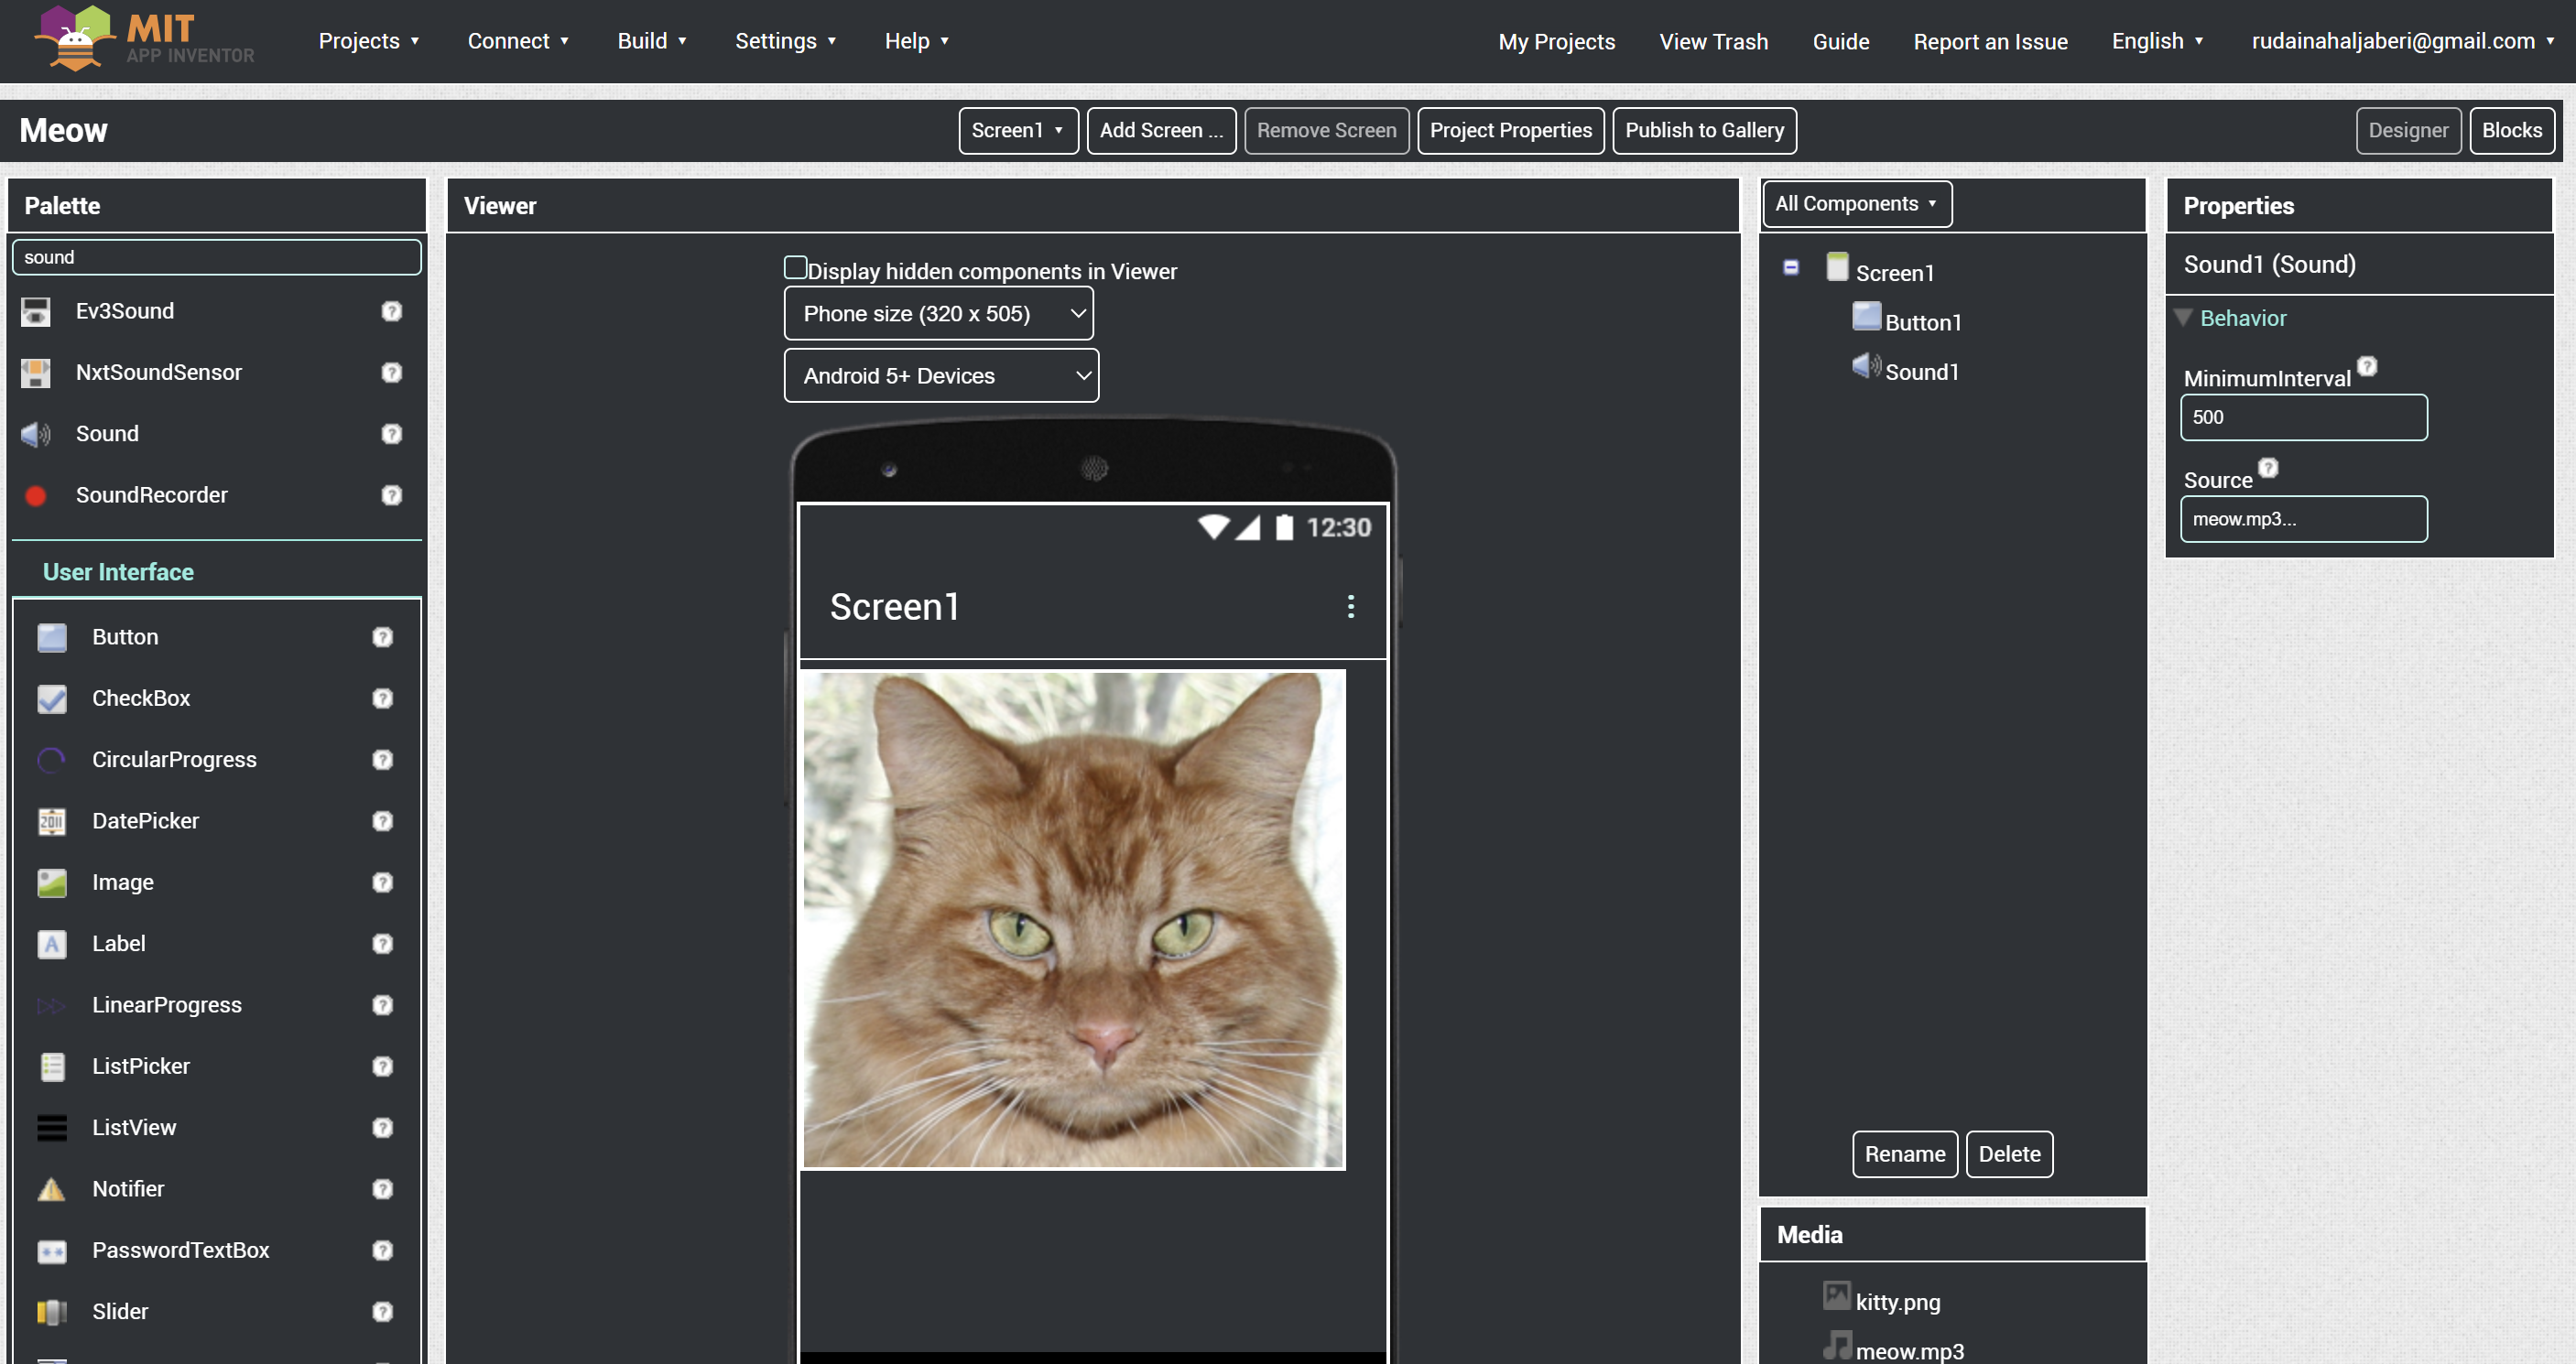 MIT
APP INVENTOR
Projects
Connect
Build
Settings
Help
My Projects
View Trash
Guide
Report an Issue
English
rudainahaljaberi@gmail.com
Meow
Screen1
Add Screen ...
Remove Screen
Project Properties
Publish to Gallery
Designer
Blocks
Palette
sound
Ev3Sound
NxtSoundSensor
Sound
SoundRecorder
User Interface
Button
CheckBox
CircularProgress
2011
DatePicker
Image
A
Label
LinearProgress
ListPicker
ListView
Notifier
PasswordTextBox
Slider
Viewer
Display hidden components in Viewer
Phone size (320 x 505)
Android 5+ Devices
12:30
Screen1
All Components
Screen1
Button1
Sound1
Rename
Delete
Media
kitty.png
meow.mp3
Properties
Sound1 (Sound)
Behavior
MinimumInterval
500
Source
meow.mp3...